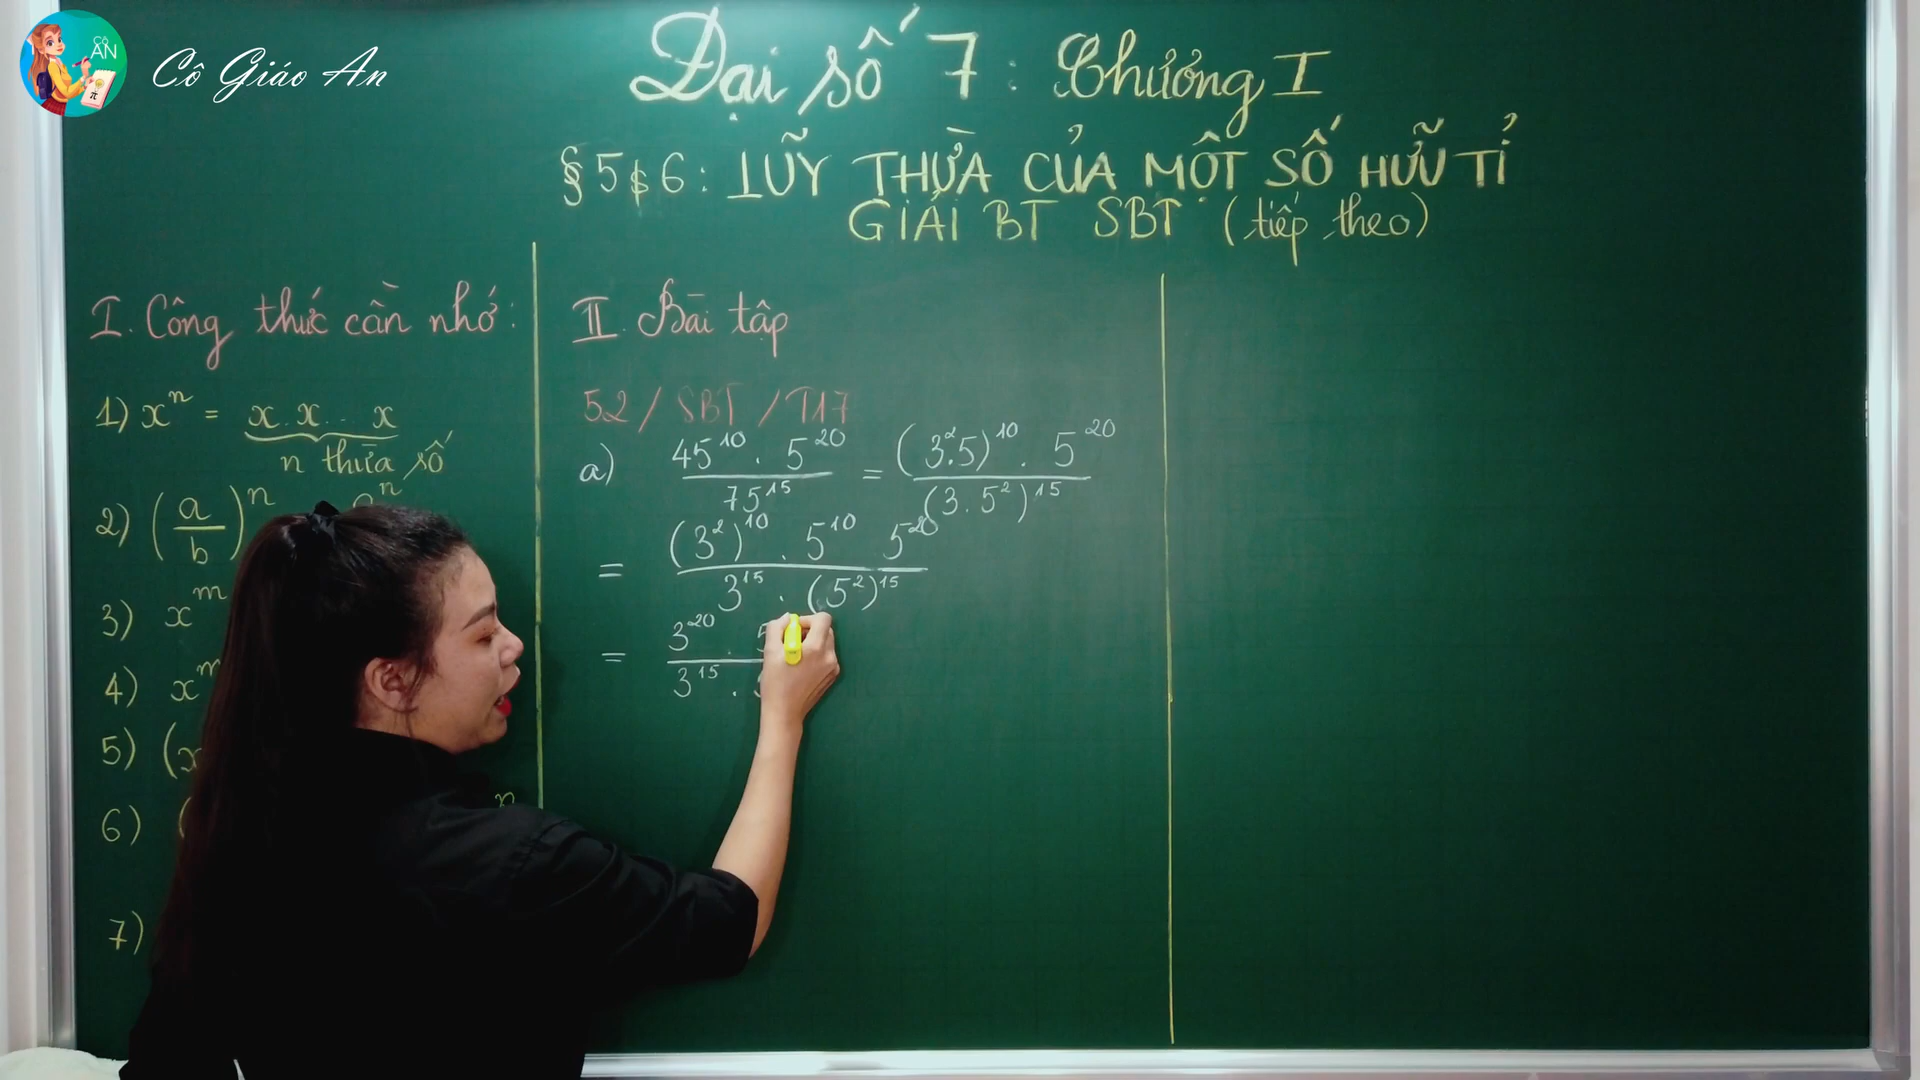 CÔ
AN
Cô Giáo An
Đại số 7 : Chương I
§ 5 & 6 : LŨY THỪA CỦA MỘT SỐ HỮU TỈ
GIẢI BT SBT (tiếp theo)
I. Công thức cần nhớ :
1) xⁿ = x . x ... x
n thừa số
2) (a/b)ⁿ
3) xᵐ
4) xᵐ
5) (x
6) (
7)
II. Bài tập
52 / SBT / T17
a) 45¹⁰ . 5²⁰ / 75¹⁵ = (3² . 5)¹⁰ . 5²⁰ / (3 . 5²)¹⁵
= (3²)¹⁰ . 5¹⁰ 5²⁰ / 3¹⁵ . (5²)¹⁵
= 3²⁰ . 5 / 3¹⁵ .